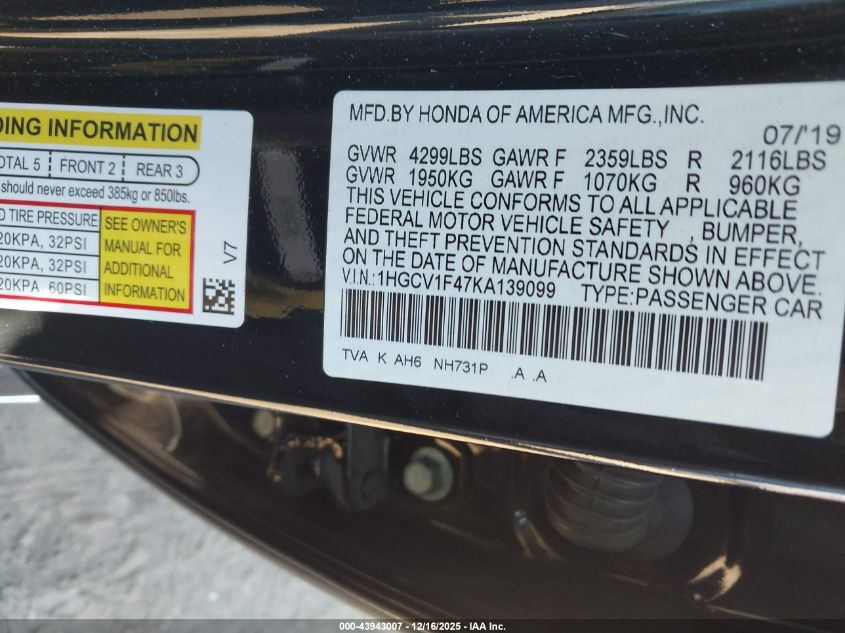 DING INFORMATION
OTAL 5 FRONT 2 REAR 3
should never exceed 385kg or 850lbs.
D TIRE PRESSURE
20KPA, 32PSI
20KPA, 32PSI
20KPA, 60PSI
SEE OWNER'S
MANUAL FOR
ADDITIONAL
INFORMATION
V7
MFD.BY HONDA OF AMERICA MFG.,INC.
07/'19
GVWR 4299LBS GAWR F 2359LBS R 2116LBS
GVWR 1950KG GAWR F 1070KG R 960KG
THIS VEHICLE CONFORMS TO ALL APPLICABLE
FEDERAL MOTOR VEHICLE SAFETY , BUMPER,
AND THEFT PREVENTION STANDARDS IN EFFECT
ON THE DATE OF MANUFACTURE SHOWN ABOVE.
V.I.N.:1HGCV1F47KA139099 TYPE:PASSENGER CAR
TVA K AH6 NH731P .A .A
000-43943007 - 12/16/2025 - IAA Inc.